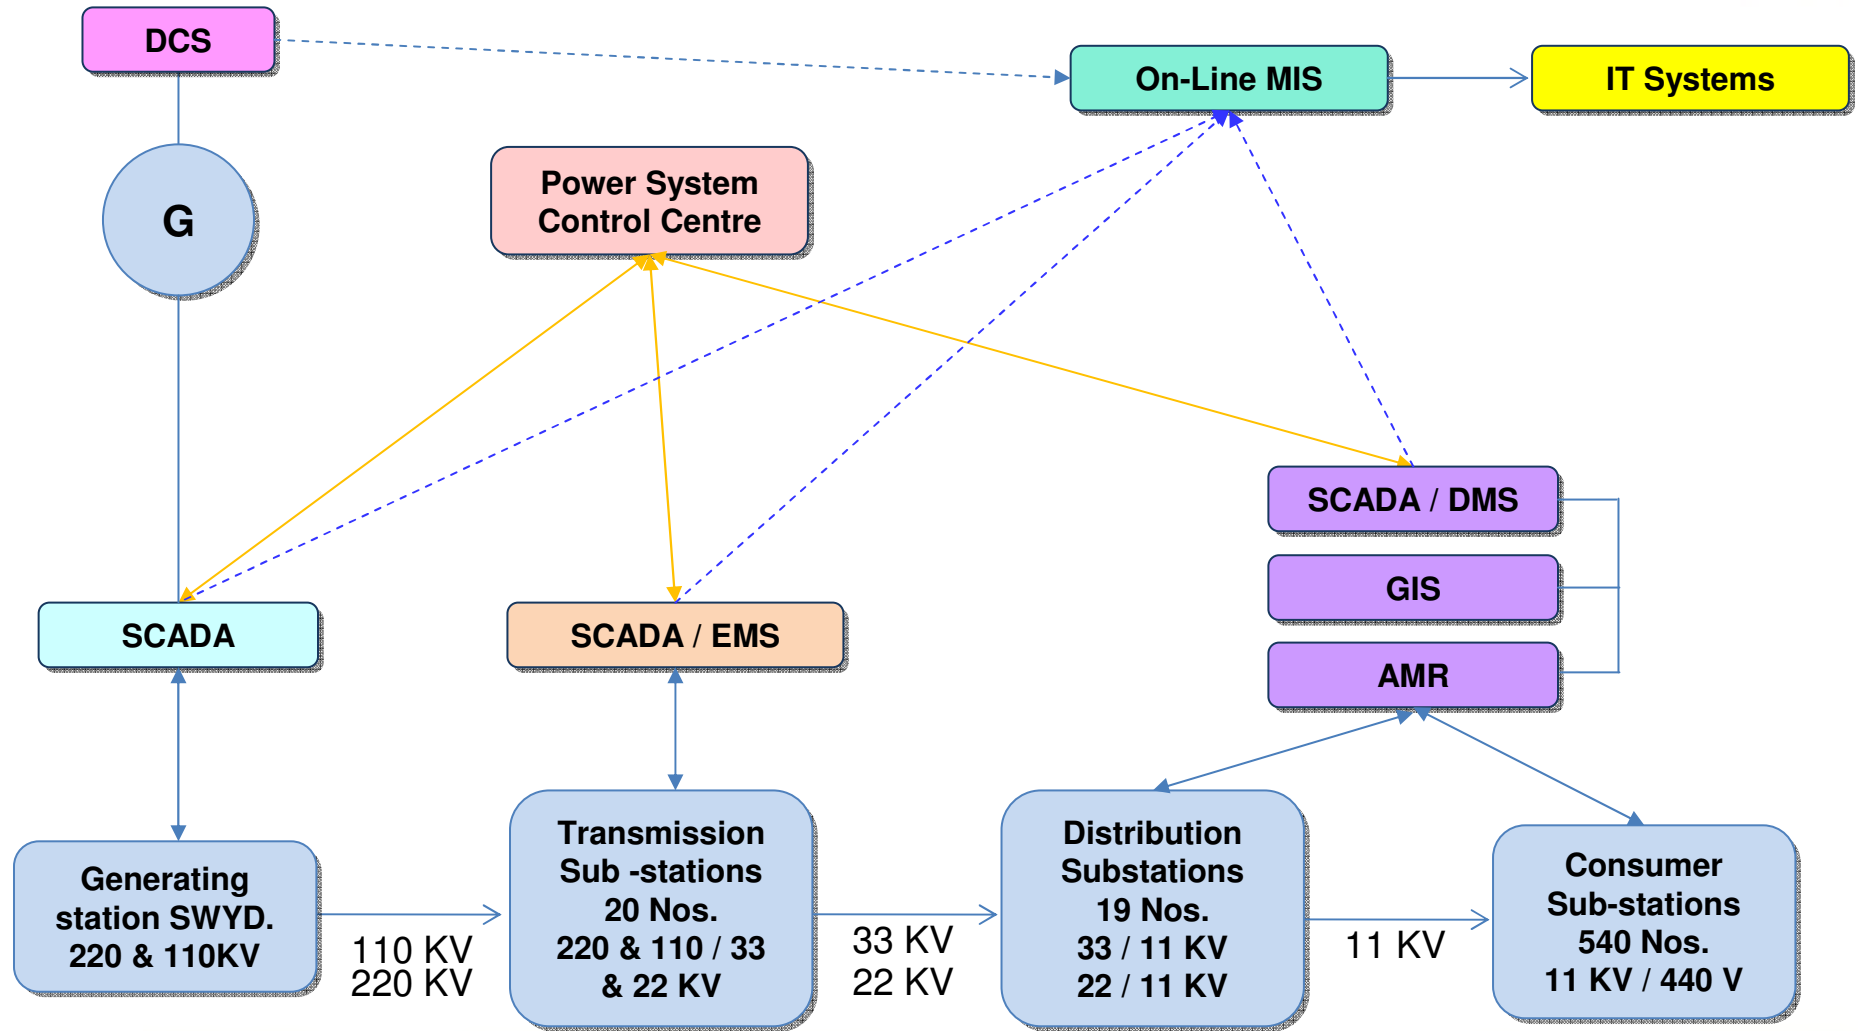 DCS
On-Line MIS
IT Systems
Power System
Control Centre
G
SCADA / DMS
GIS
AMR
SCADA
SCADA / EMS
Generating
station SWYD.
220 & 110KV
110 KV
220 KV
Transmission
Sub -stations
20 Nos.
220 & 110 / 33
& 22 KV
33 KV
22 KV
Distribution
Substations
19 Nos.
33 / 11 KV
22 / 11 KV
11 KV
Consumer
Sub-stations
540 Nos.
11 KV / 440 V